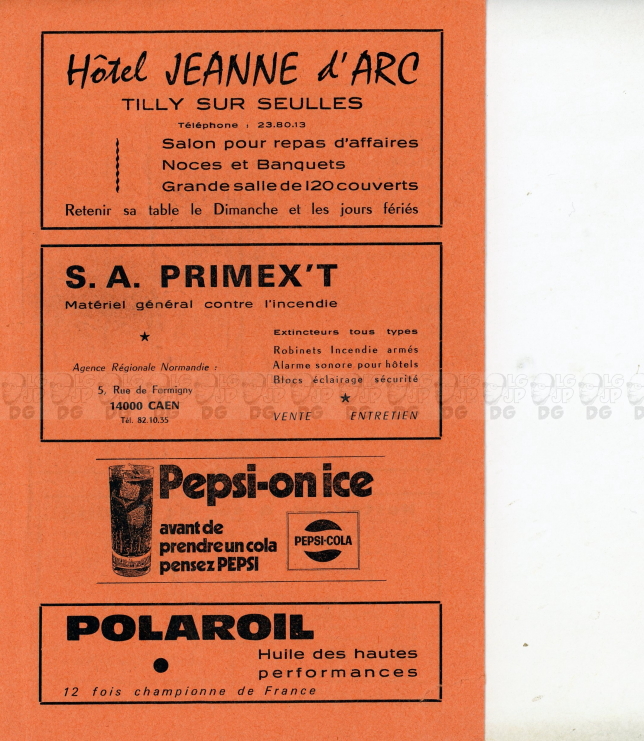 Hôtel JEANNE d'ARC
TILLY SUR SEULLES
Téléphone : 23.80.13
Salon pour repas d'affaires
Noces et Banquets
Grande salle de 120 couverts
Retenir sa table le Dimanche et les jours fériés
S. A. PRIMEX'T
Matériel général contre l'incendie
Extincteurs tous types
Robinets Incendie armés
Alarme sonore pour hôtels
Blocs éclairage sécurité
Agence Régionale Normandie :
5, Rue de Formigny
14000 CAEN
Tél. 82.10.35
VENTE ENTRETIEN
Pepsi-on ice
avant de
prendre un cola
pensez PEPSI
PEPSI-COLA
POLAROIL
Huile des hautes
performances
12 fois championne de France